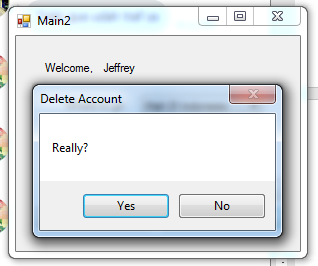 Main2
Welcome, Jeffrey
Delete Account
Really?
Yes
No